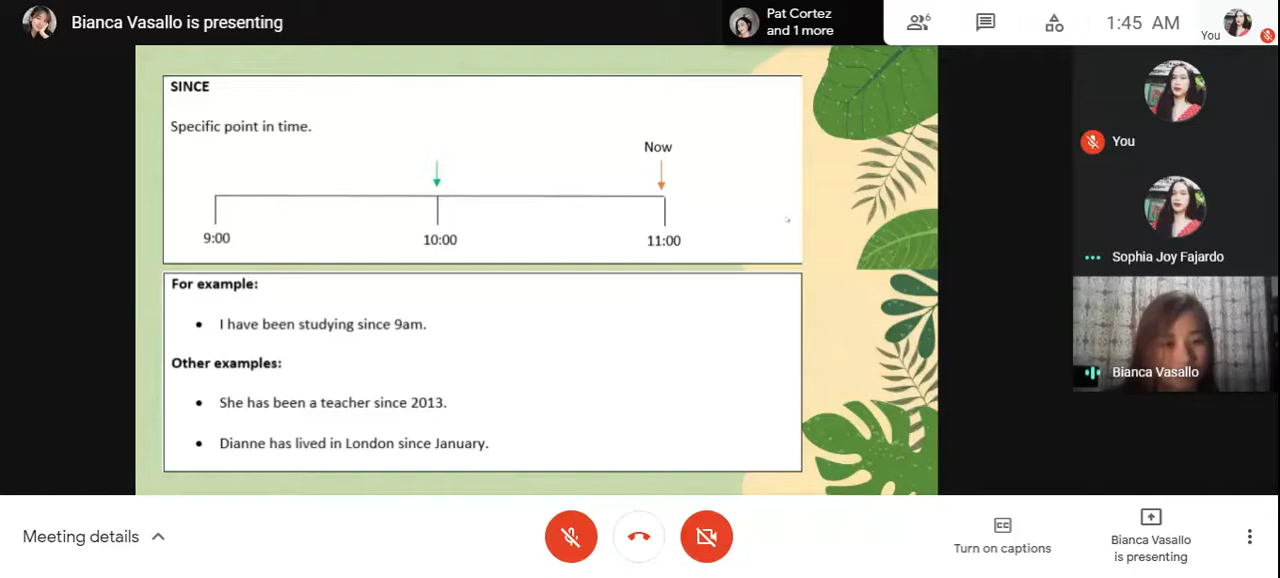 Bianca Vasallo is presenting
Pat Cortez
and 1 more
6
1:45 AM
You
SINCE
Specific point in time.
Now
9:00
10:00
11:00
For example:
• I have been studying since 9am.
Other examples:
• She has been a teacher since 2013.
• Dianne has lived in London since January.
You
Sophia Joy Fajardo
Bianca Vasallo
Meeting details
CC
Turn on captions
Bianca Vasallo
is presenting